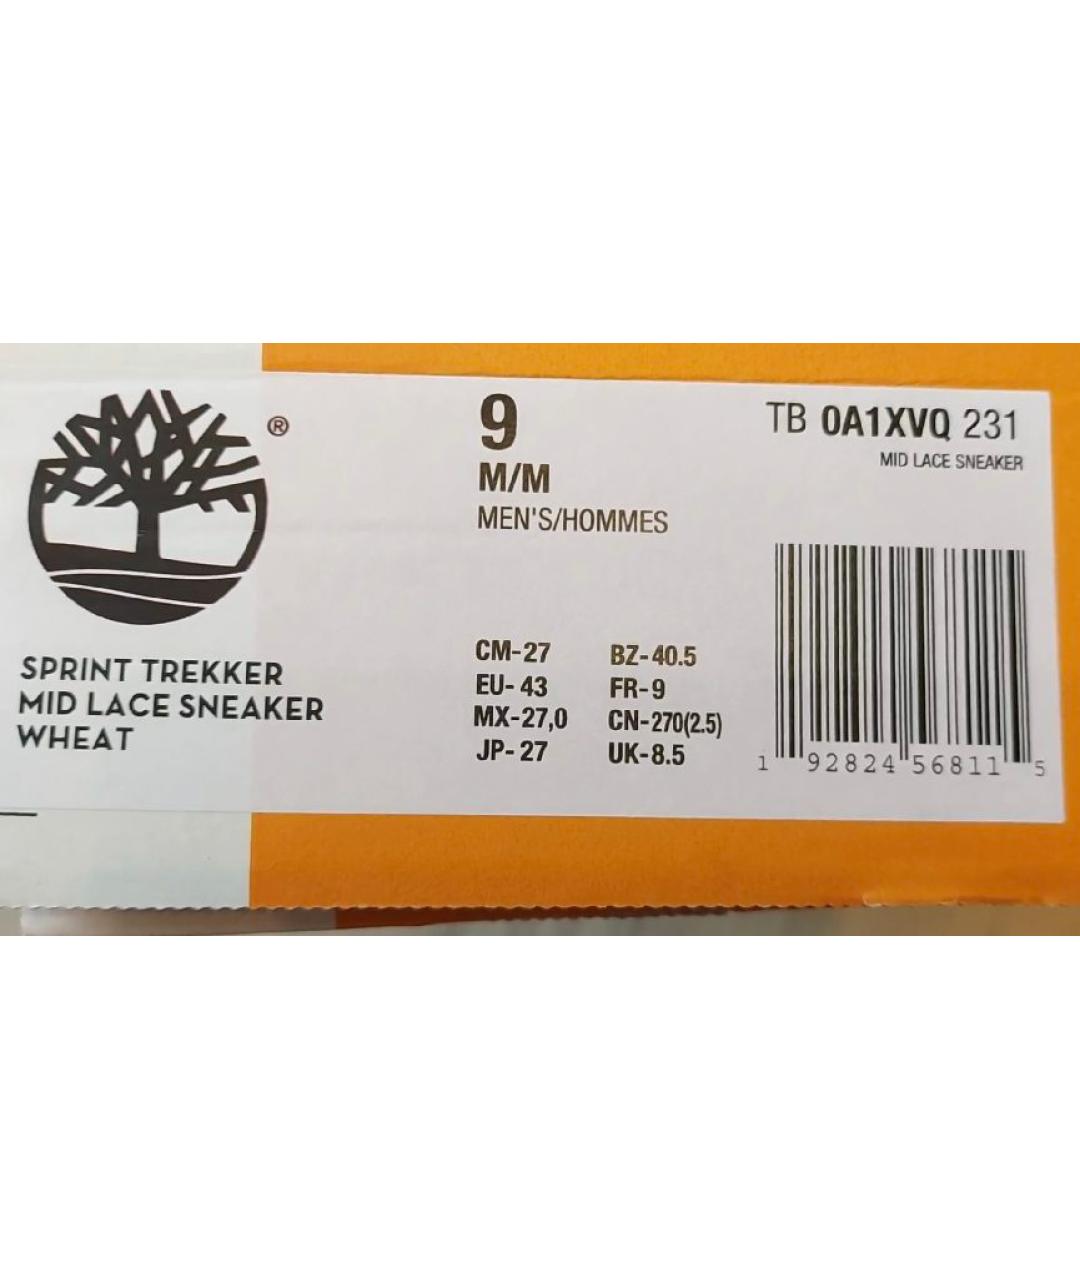 ®
SPRINT TREKKER
MID LACE SNEAKER
WHEAT
9
M/M
MEN'S/HOMMES
CM-27 BZ-40.5
EU-43 FR-9
MX-27,0 CN-270(2.5)
JP-27 UK-8.5
TB 0A1XVQ 231
MID LACE SNEAKER
1 92824 56811 5